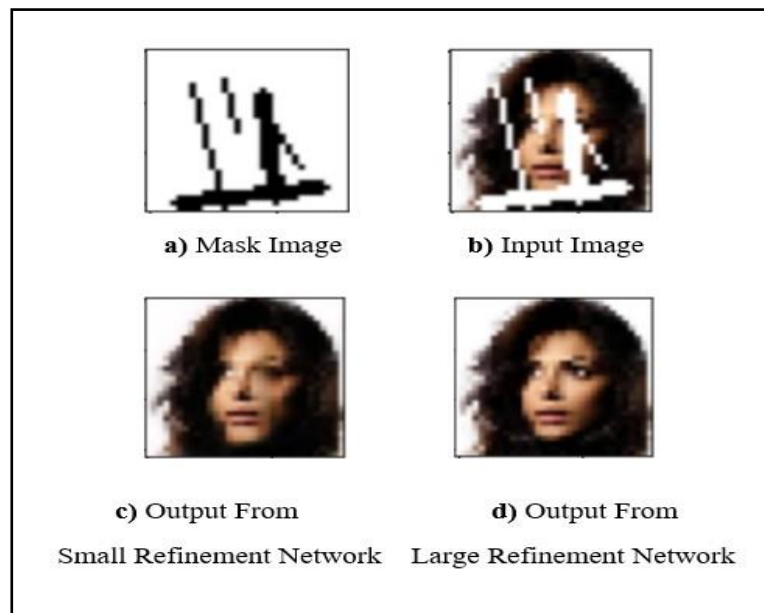 a) Mask Image
b) Input Image
c) Output From
Small Refinement Network
d) Output From
Large Refinement Network